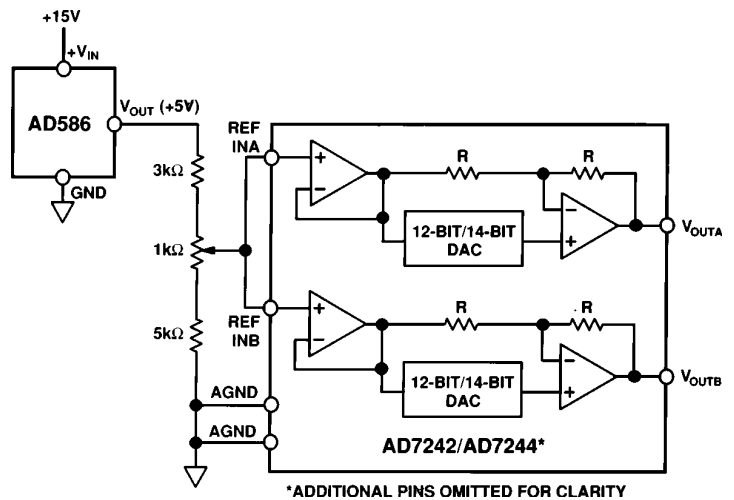 +15V
+VIN
AD586
VOUT (+5V)
GND
3kΩ
1kΩ
5kΩ
REF
INA
REF
INB
AGND
AGND
+
−
R
R
12-BIT/14-BIT
DAC
−
+
VOUTA
+
−
R
R
12-BIT/14-BIT
DAC
−
+
VOUTB
AD7242/AD7244*
*ADDITIONAL PINS OMITTED FOR CLARITY